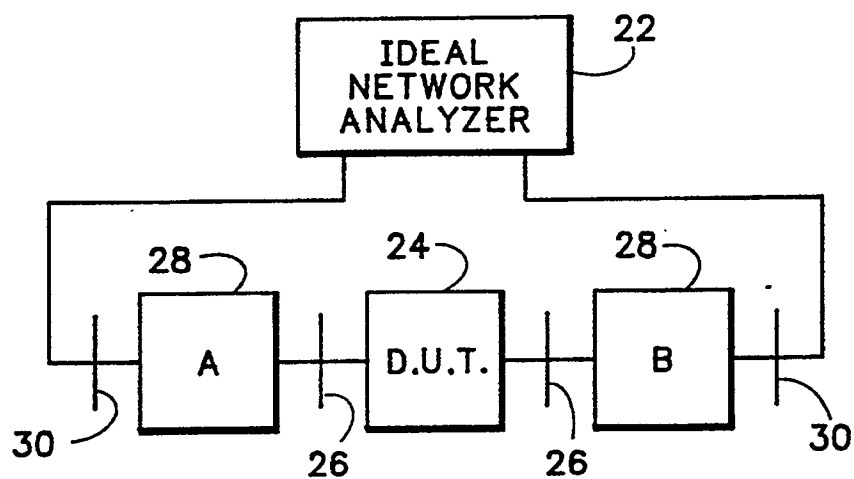 22
IDEAL
NETWORK
ANALYZER
28
24
28
A
D.U.T.
B
30
26
26
30